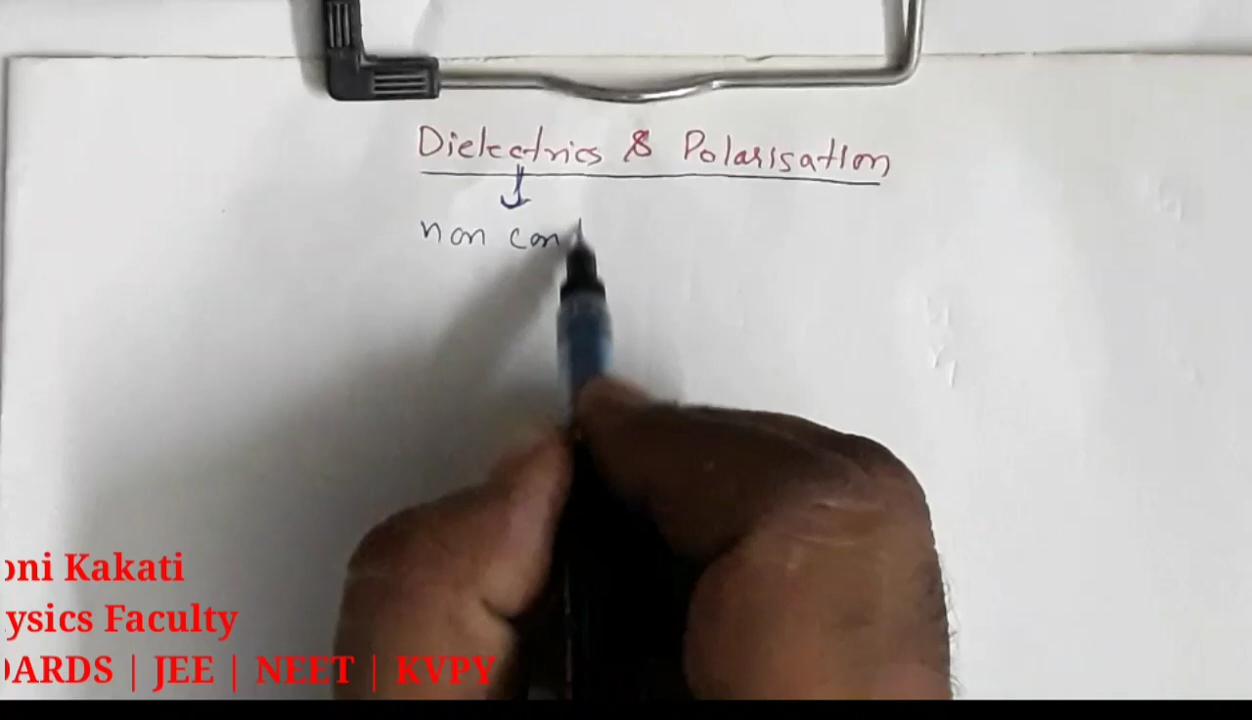 Dielectrics & Polarisation
non con
oni Kakati
ysics Faculty
OARDS | JEE | NEET | KVPY